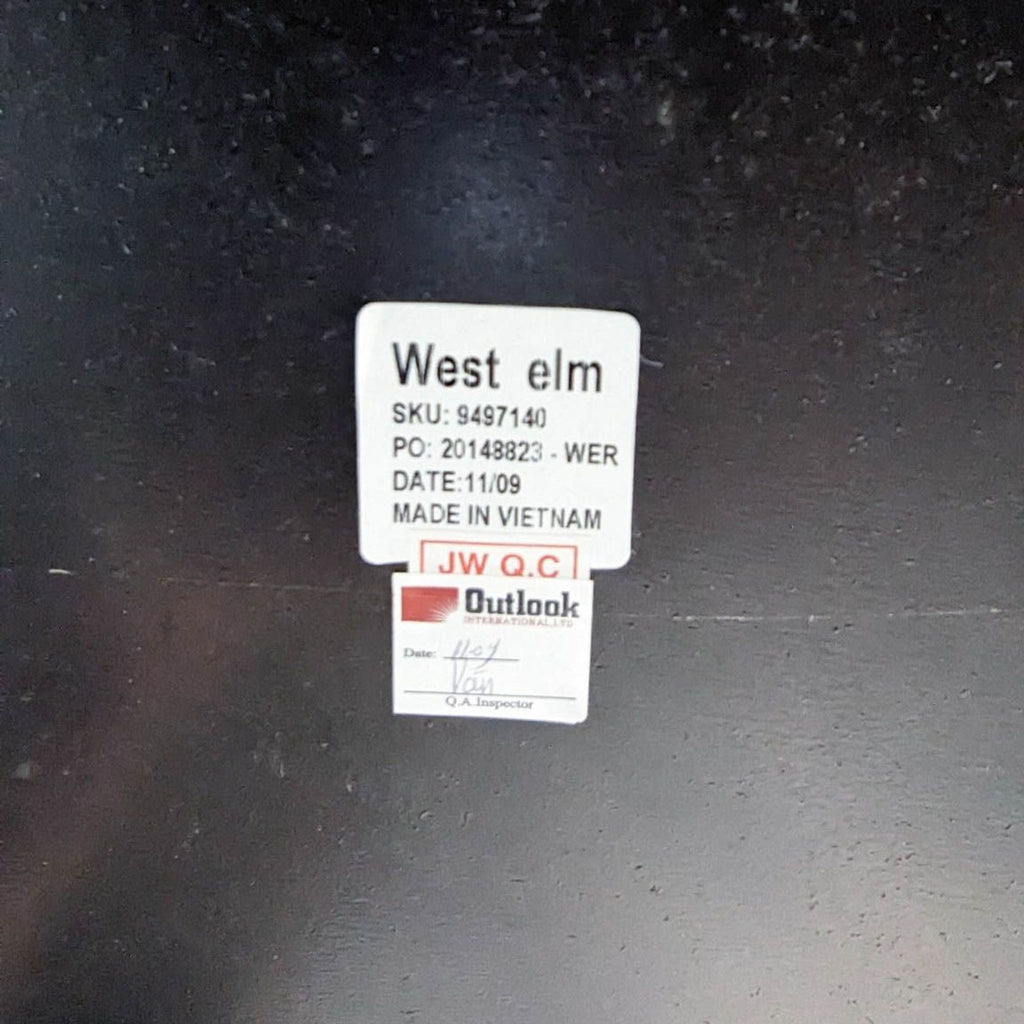 West elm
SKU: 9497140
PO: 20148823 - WER
DATE:11/09
MADE IN VIETNAM
JW Q.C
Outlook
INTERNATIONAL,LTD
Date:
Q.A.Inspector